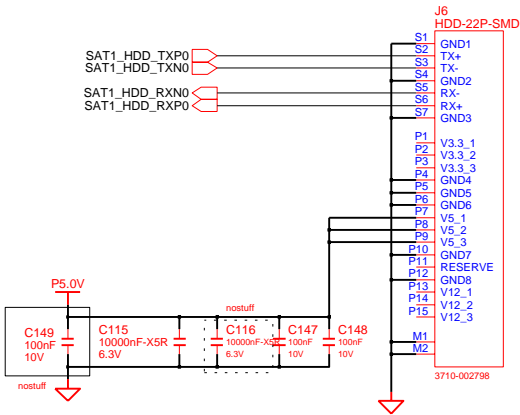 J6
HDD-22P-SMD
S1 GND1
SAT1_HDD_TXP0 S2 TX+
SAT1_HDD_TXN0 S3 TX-
S4 GND2
SAT1_HDD_RXN0 S5 RX-
SAT1_HDD_RXP0 S6 RX+
S7 GND3
P1 V3.3_1
P2 V3.3_2
P3 V3.3_3
P4 GND4
P5 GND5
P6 GND6
P7 V5_1
P8 V5_2
P9 V5_3
P10 GND7
P11 RESERVE
P12 GND8
P13 V12_1
P14 V12_2
P15 V12_3
M1
M2
3710-002798
P5.0V
nostuff
C149 C115 C116 C147 C148
100nF 10000nF-X5R 10000nF-X5R 100nF 100nF
10V 6.3V 6.3V 10V 10V
nostuff